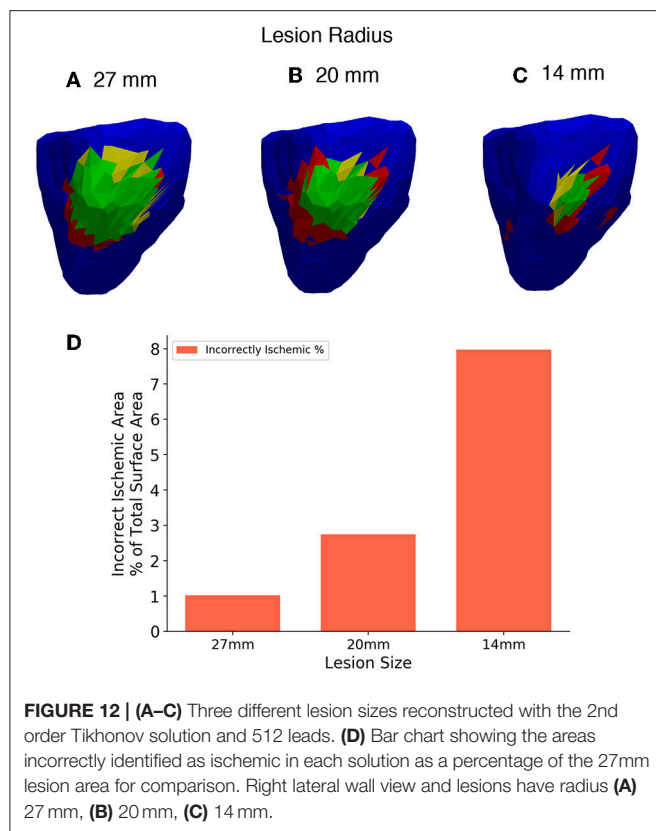 Lesion Radius
A 27 mm
B 20 mm
C 14 mm
D
Incorrectly Ischemic %
Incorrect Ischemic Area
% of Total Surface Area
8
7
6
5
4
3
2
1
0
27mm
20mm
14mm
Lesion Size
FIGURE 12 | (A–C) Three different lesion sizes reconstructed with the 2nd
order Tikhonov solution and 512 leads. (D) Bar chart showing the areas
incorrectly identified as ischemic in each solution as a percentage of the 27mm
lesion area for comparison. Right lateral wall view and lesions have radius (A)
27 mm, (B) 20 mm, (C) 14 mm.